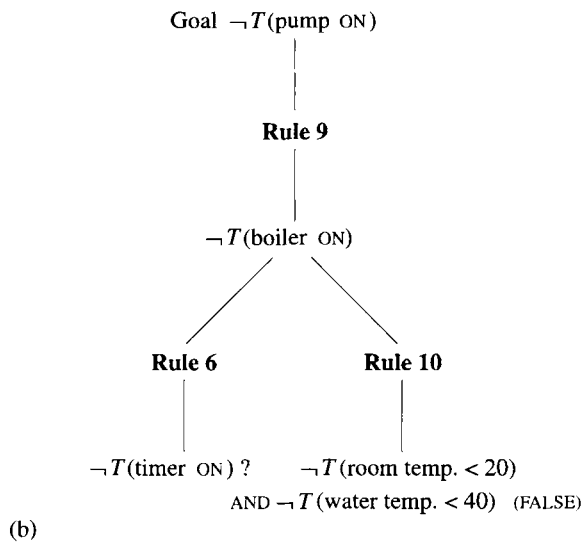 Goal ¬T(pump ON)
Rule 9
¬T(boiler ON)
Rule 6 Rule 10
¬T(timer ON) ? ¬T(room temp. < 20)
AND ¬T(water temp. < 40) (FALSE)
(b)